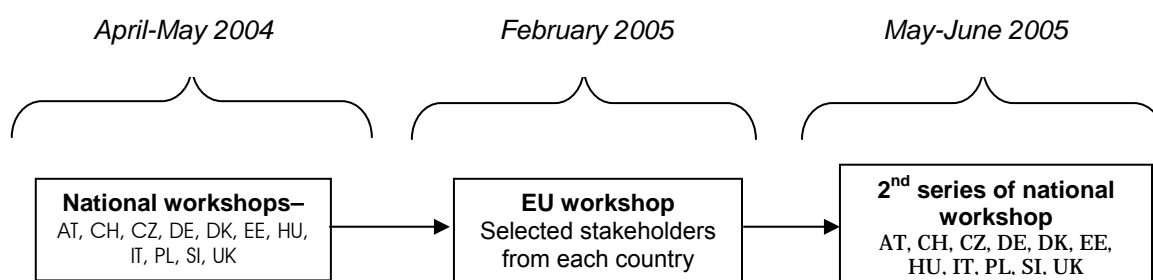 April-May 2004
February 2005
May-June 2005
National workshops–
AT, CH, CZ, DE, DK, EE, HU,
IT, PL, SI, UK
EU workshop
Selected stakeholders
from each country
2nd series of national
workshop
AT, CH, CZ, DE, DK, EE,
HU, IT, PL, SI, UK